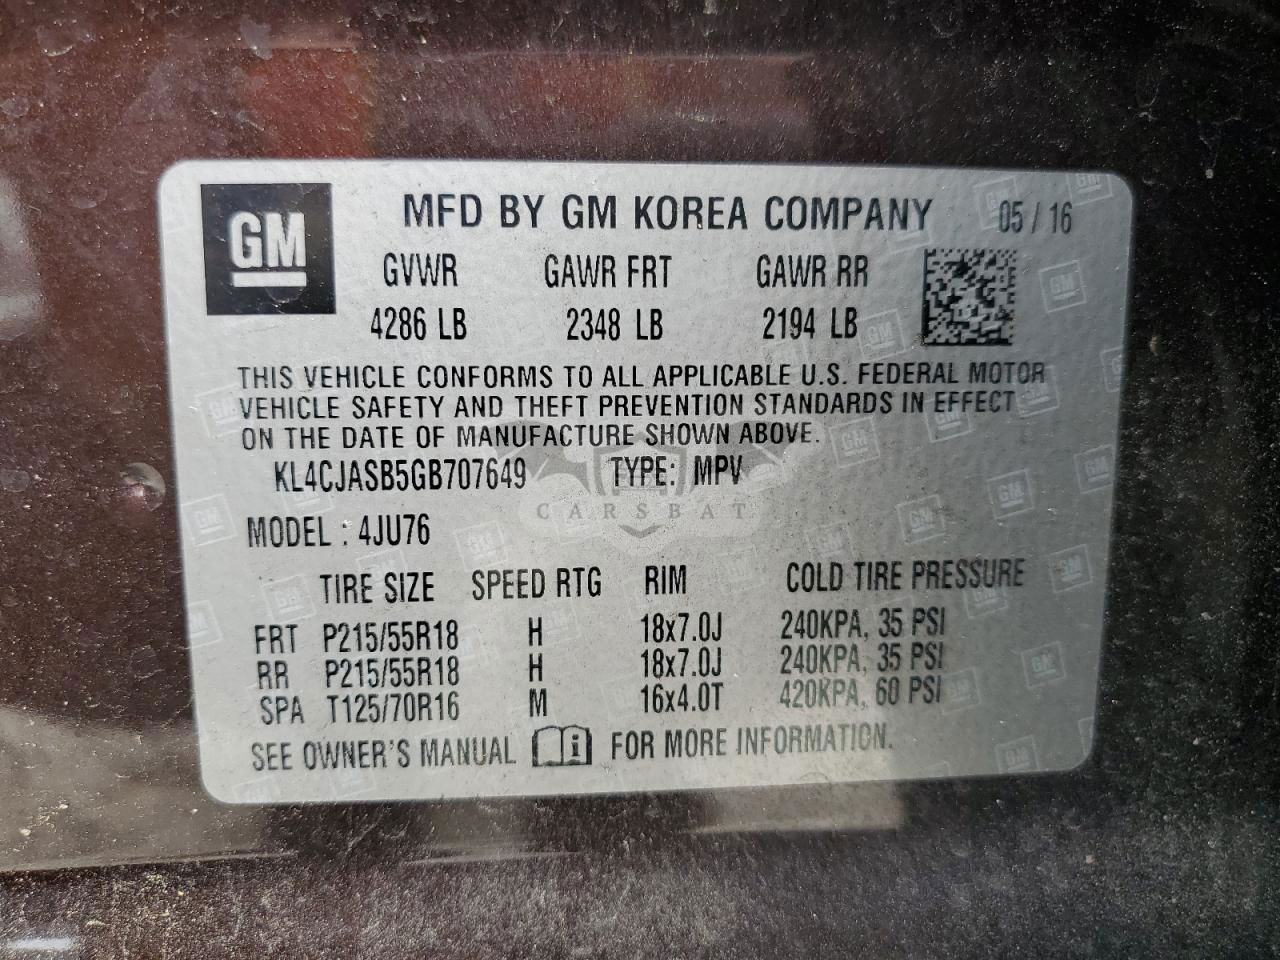 GM
MFD BY GM KOREA COMPANY 05 / 16
GVWR GAWR FRT GAWR RR
4286 LB 2348 LB 2194 LB
THIS VEHICLE CONFORMS TO ALL APPLICABLE U.S. FEDERAL MOTOR
VEHICLE SAFETY AND THEFT PREVENTION STANDARDS IN EFFECT
ON THE DATE OF MANUFACTURE SHOWN ABOVE.
KL4CJASB5GB707649 TYPE: MPV
CARSBAT
MODEL : 4JU76
TIRE SIZE SPEED RTG RIM COLD TIRE PRESSURE
FRT P215/55R18 H 18x7.0J 240KPA, 35 PSI
RR P215/55R18 H 18x7.0J 240KPA, 35 PSI
SPA T125/70R16 M 16x4.0T 420KPA, 60 PSI
SEE OWNER'S MANUAL i FOR MORE INFORMATION.